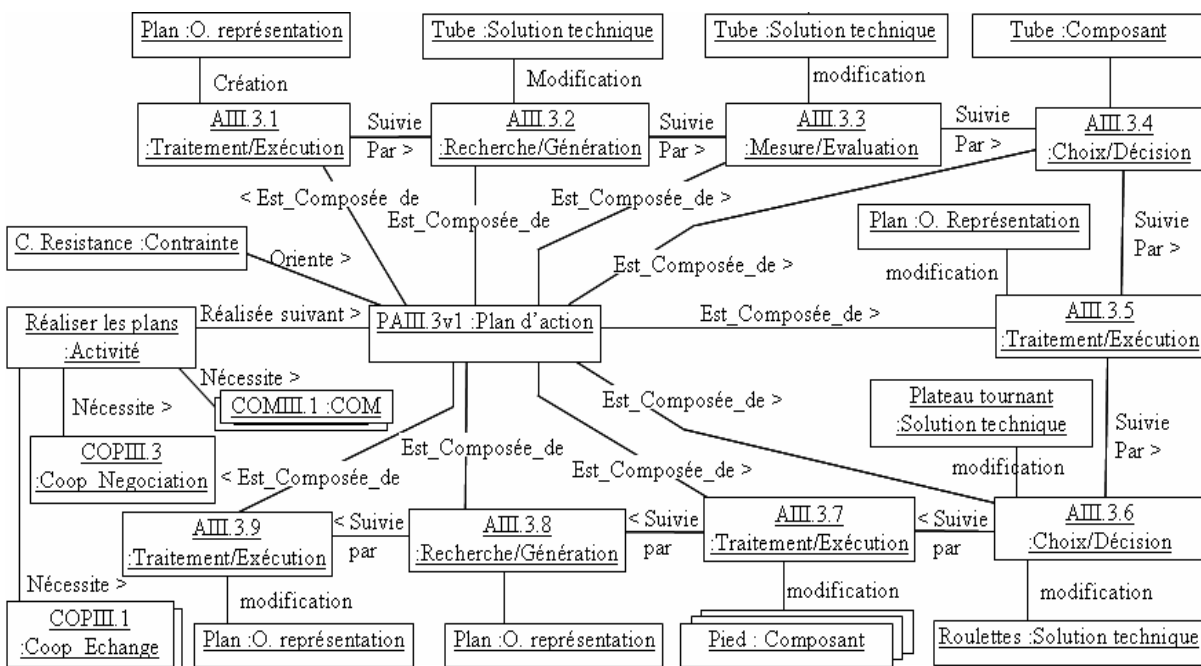 Plan :O. représentation
Tube :Solution technique
Tube :Solution technique
Tube :Composant
Création
Modification
modification
AIII.3.1
:Traitement/Exécution
Suivie
Par >
AIII.3.2
:Recherche/Génération
Suivie
Par >
AIII.3.3
:Mesure/Evaluation
Suivie
Par >
AIII.3.4
:Choix/Décision
< Est_Composée_de
Est_Composée_de
Est_Composée_de >
Plan :O. Représentation
Suivie
Par >
C. Resistance :Contrainte
Oriente >
Est_Composée_de >
modification
Réaliser les plans
:Activité
Réalisée suivant >
PAIII.3v1 :Plan d'action
Est_Composée_de >
AIII.3.5
:Traitement/Exécution
Nécessite >
COMIII.1 :COM
Nécessite >
Est_Composée_de >
Plateau tournant
:Solution technique
Suivie
Par >
COPIII.3
:Coop_Negociation
Est_Composée_de
< Est_Composée_de
Est_Composée_de >
modification
AIII.3.9
:Traitement/Exécution
< Suivie
par
AIII.3.8
:Recherche/Génération
< Suivie
par
AIII.3.7
:Traitement/Exécution
< Suivie
par
AIII.3.6
:Choix/Décision
Nécessite >
modification
modification
modification
COPIII.1
:Coop_Echange
Plan :O. représentation
Plan :O. représentation
Pied : Composant
Roulettes :Solution technique